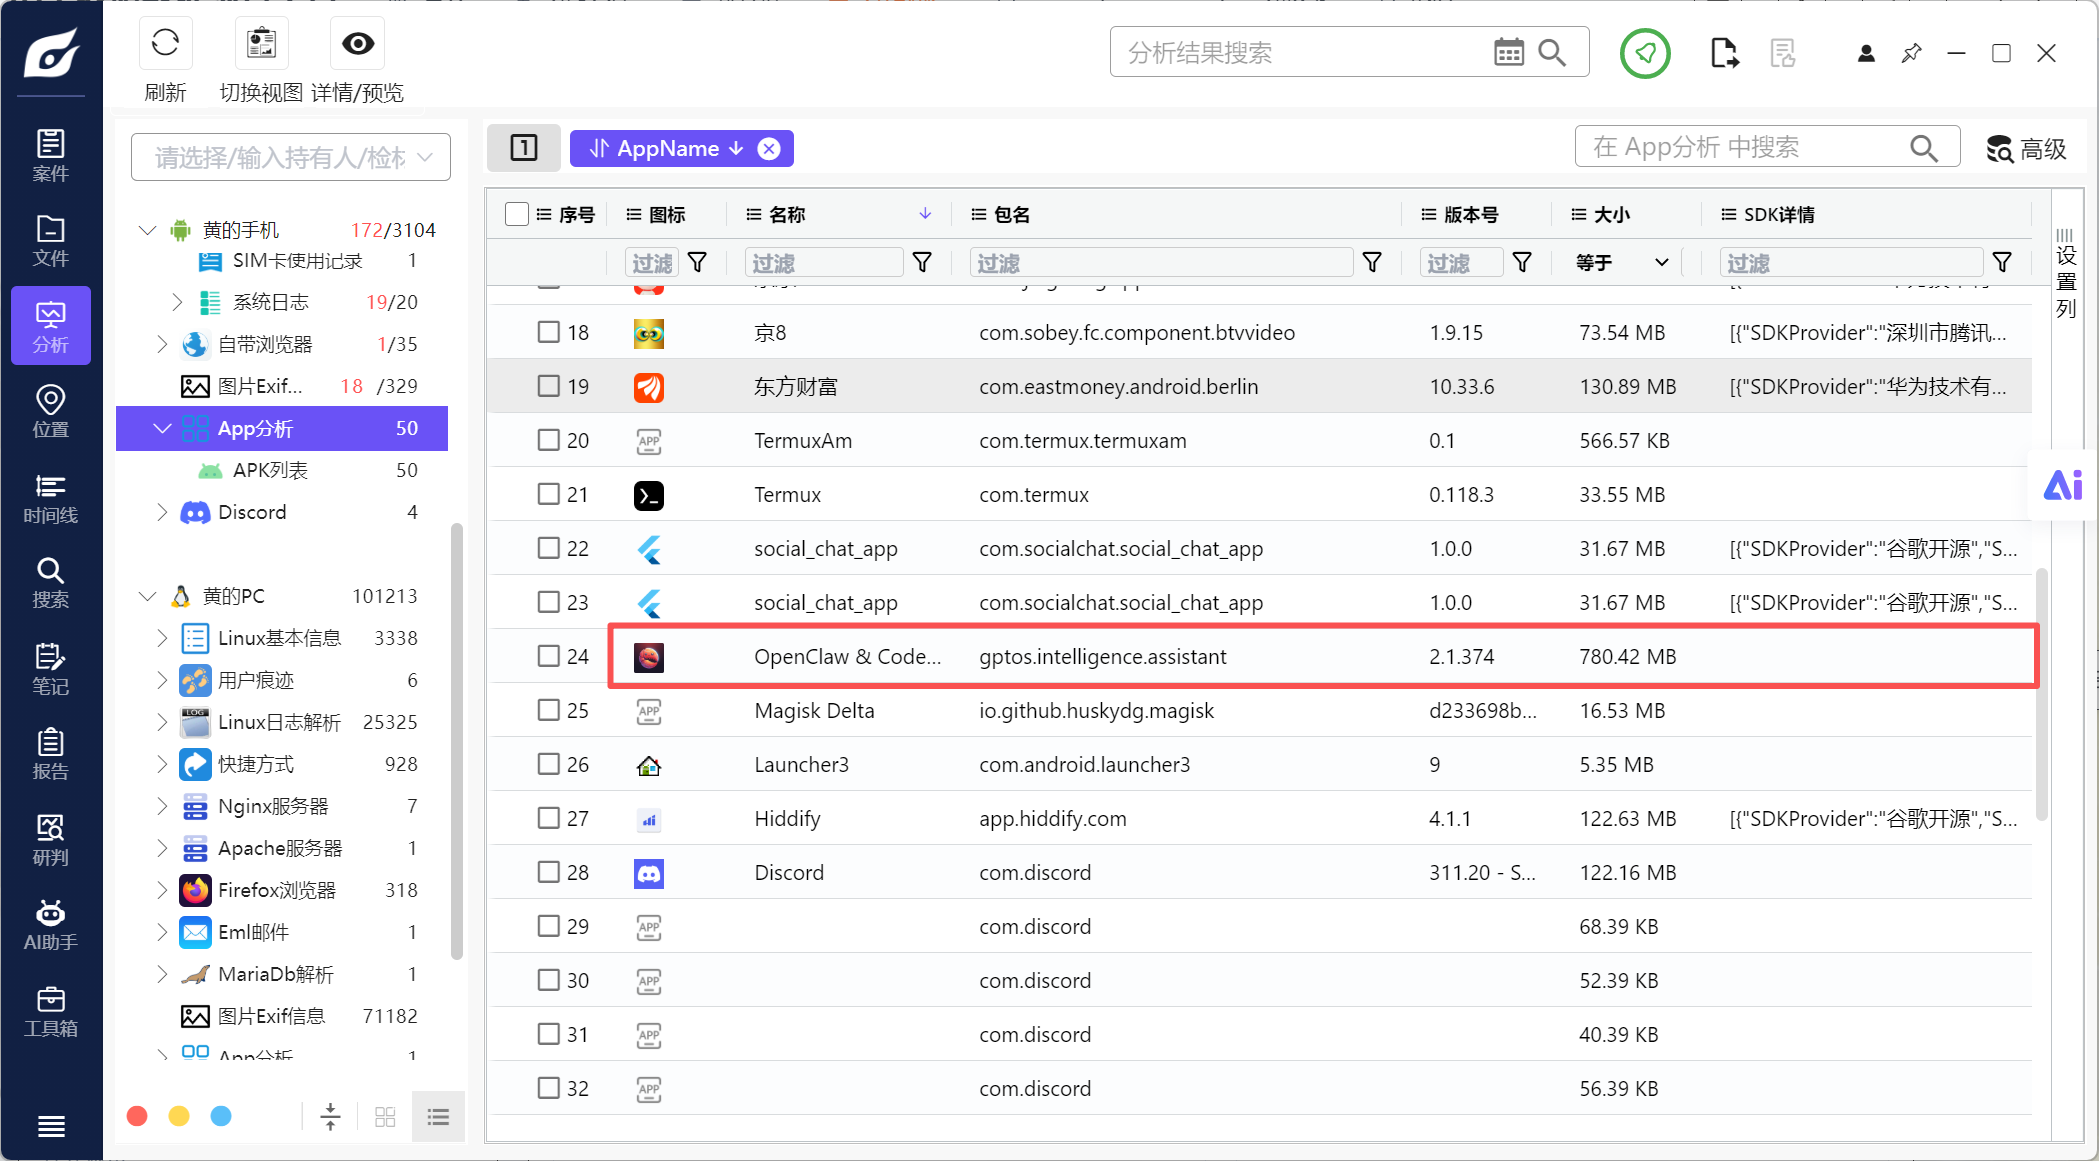 刷新
切换视图
详情/预览
分析结果搜索
案件
文件
分析
位置
时间线
搜索
笔记
报告
研判
AI助手
工具箱
请选择/输入持有人/检材
黄的手机 172/3104
SIM卡使用记录 1
系统日志 19/20
自带浏览器 1/35
图片Exif... 18 /329
App分析 50
APK列表 50
Discord 4
黄的PC 101213
Linux基本信息 3338
用户痕迹 6
Linux日志解析 25325
快捷方式 928
Nginx服务器 7
Apache服务器 1
Firefox浏览器 318
Eml邮件 1
MariaDb解析 1
图片Exif信息 71182
App分析 1
1
AppName
在 App分析 中搜索
高级
序号 图标 名称 包名 版本号 大小 SDK详情
过滤 过滤 过滤 过滤 等于 过滤
18 京8 com.sobey.fc.component.btvvideo 1.9.15 73.54 MB [{"SDKProvider":"深圳市腾讯...
19 东方财富 com.eastmoney.android.berlin 10.33.6 130.89 MB [{"SDKProvider":"华为技术有...
20 APP TermuxAm com.termux.termuxam 0.1 566.57 KB
21 Termux com.termux 0.118.3 33.55 MB
22 social_chat_app com.socialchat.social_chat_app 1.0.0 31.67 MB [{"SDKProvider":"谷歌开源","S...
23 social_chat_app com.socialchat.social_chat_app 1.0.0 31.67 MB [{"SDKProvider":"谷歌开源","S...
24 OpenClaw & Code... gptos.intelligence.assistant 2.1.374 780.42 MB
25 APP Magisk Delta io.github.huskydg.magisk d233698b... 16.53 MB
26 Launcher3 com.android.launcher3 9 5.35 MB
27 Hiddify app.hiddify.com 4.1.1 122.63 MB [{"SDKProvider":"谷歌开源","S...
28 Discord com.discord 311.20 - S... 122.16 MB
29 APP com.discord 68.39 KB
30 APP com.discord 52.39 KB
31 APP com.discord 40.39 KB
32 APP com.discord 56.39 KB
设置列
Ai